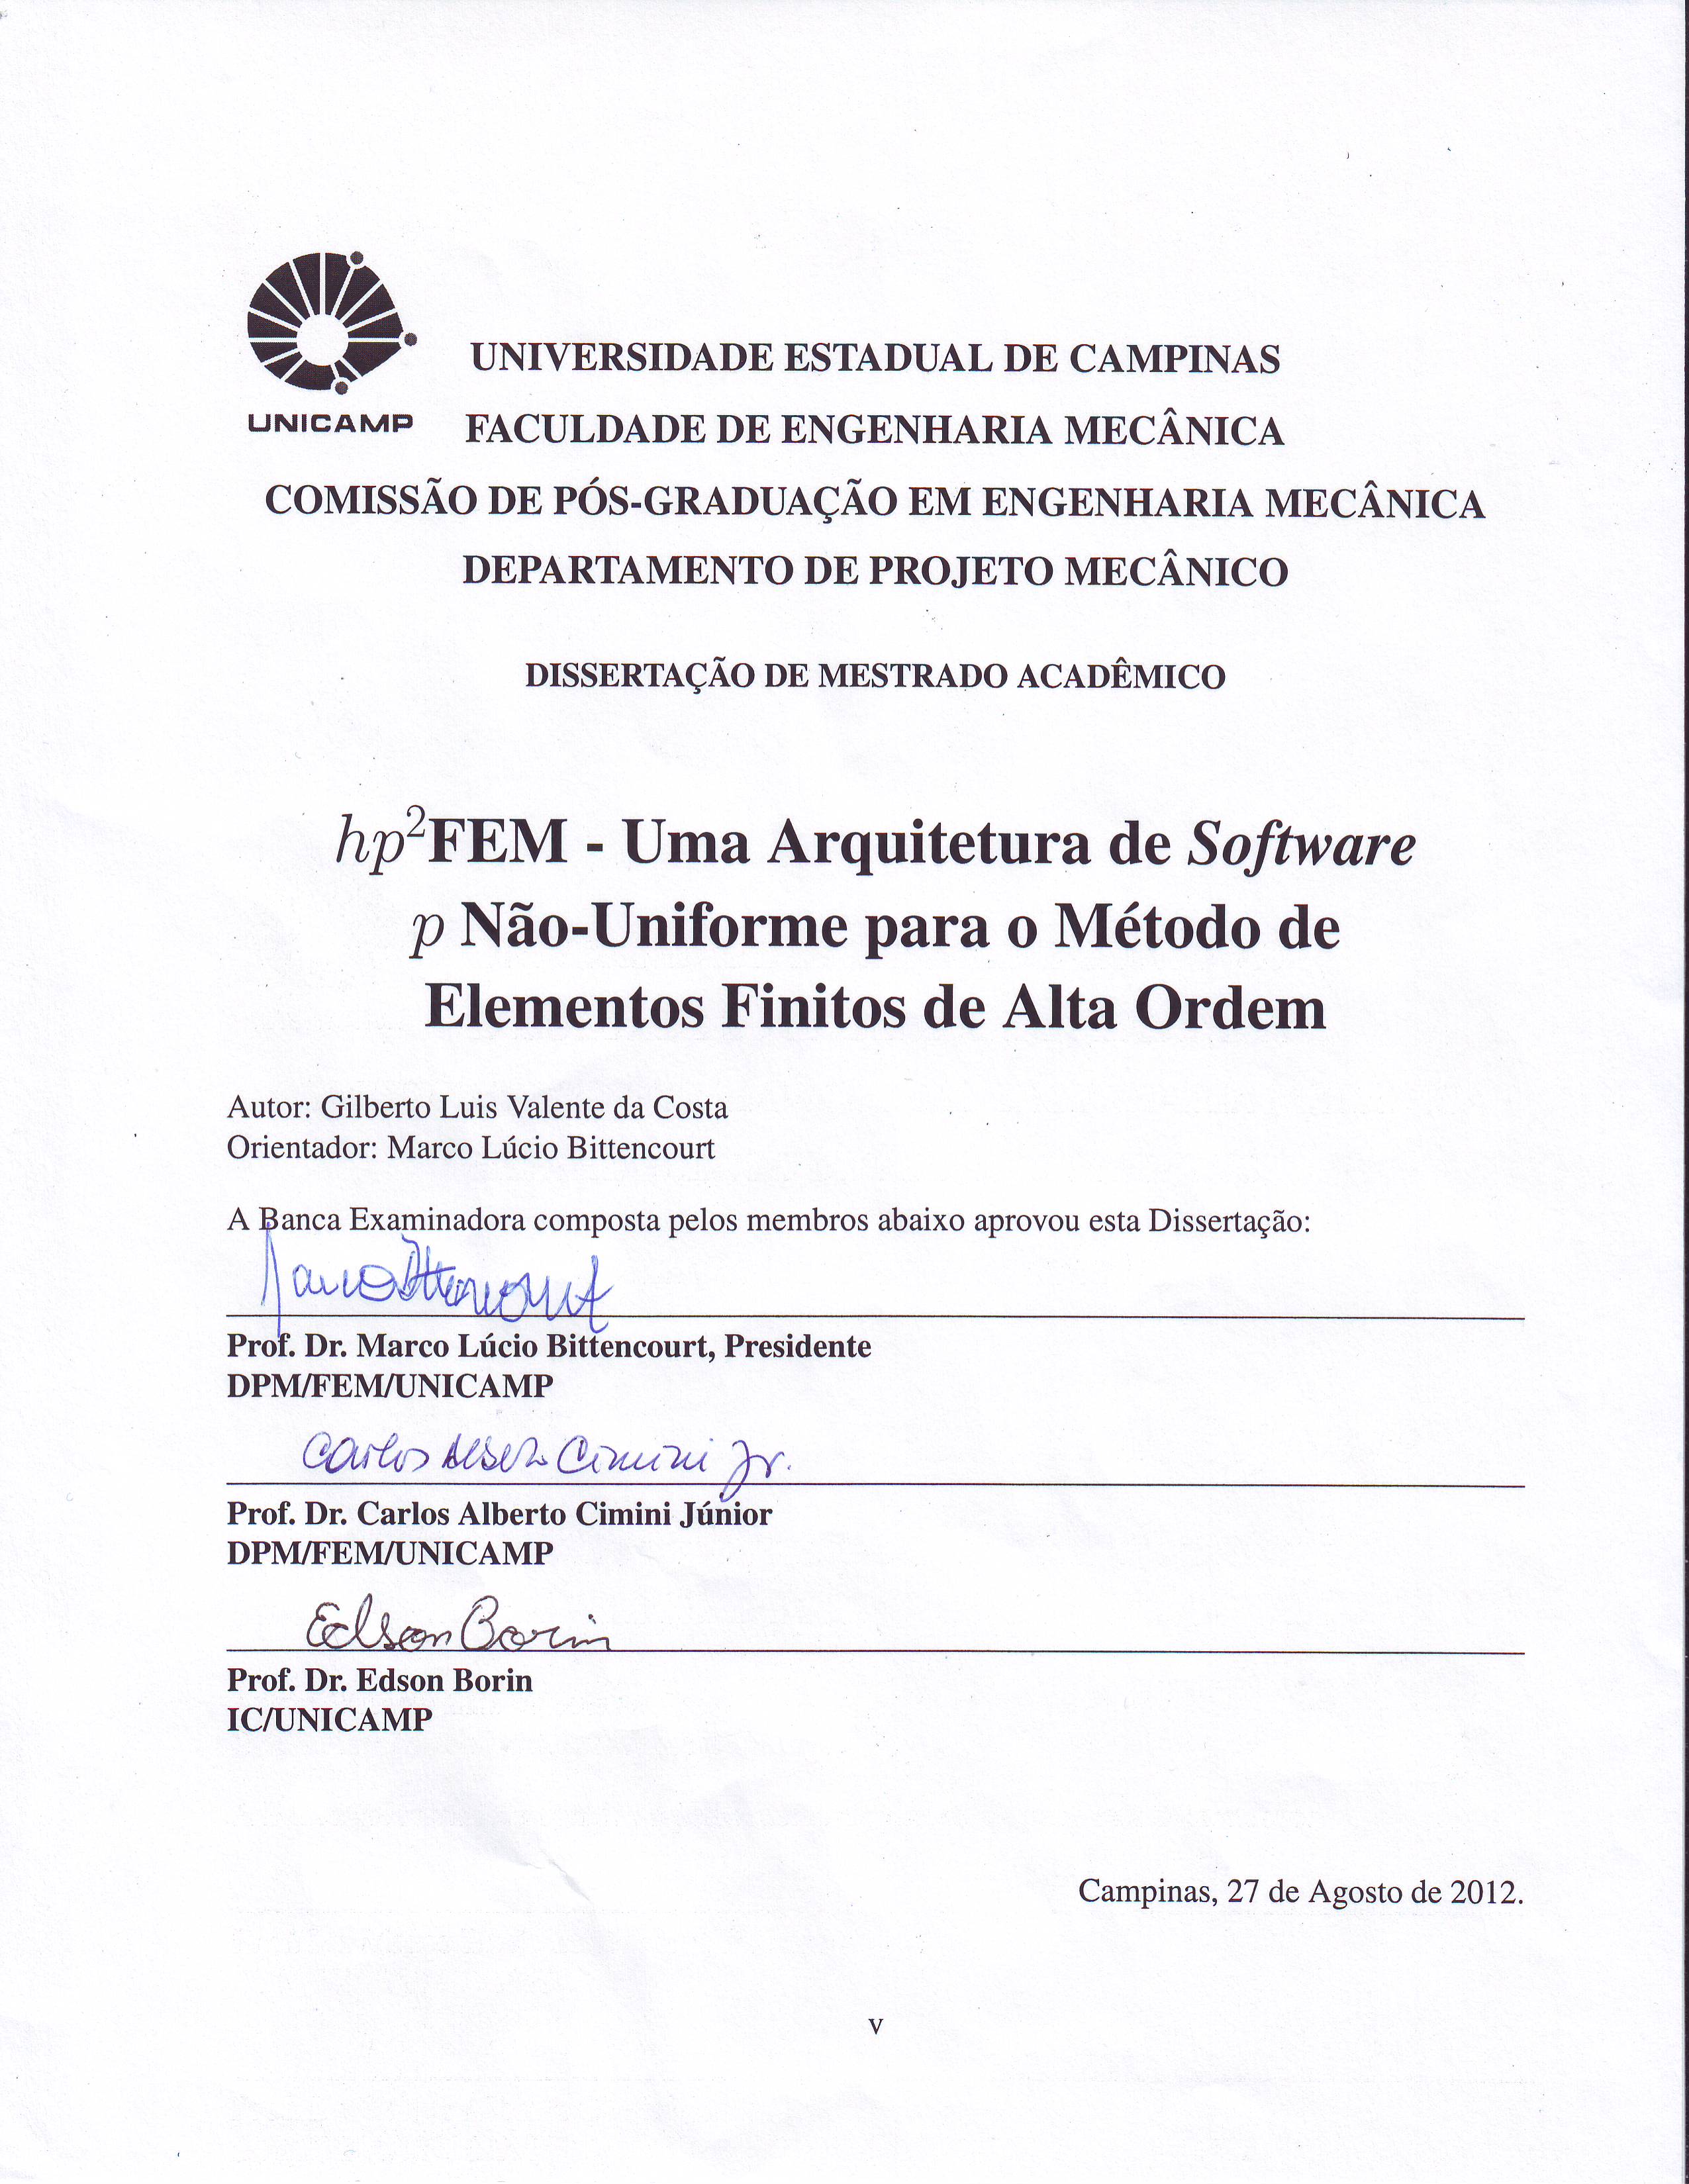 UNICAMP
UNIVERSIDADE ESTADUAL DE CAMPINAS
FACULDADE DE ENGENHARIA MECÂNICA
COMISSÃO DE PÓS-GRADUAÇÃO EM ENGENHARIA MECÂNICA
DEPARTAMENTO DE PROJETO MECÂNICO
DISSERTAÇÃO DE MESTRADO ACADÊMICO
hp²FEM - Uma Arquitetura de Software
p Não-Uniforme para o Método de
Elementos Finitos de Alta Ordem
Autor: Gilberto Luis Valente da Costa
Orientador: Marco Lúcio Bittencourt
A Banca Examinadora composta pelos membros abaixo aprovou esta Dissertação:
Marco Bittencourt
Prof. Dr. Marco Lúcio Bittencourt, Presidente
DPM/FEM/UNICAMP
Carlos Alberto Cimini Jr.
Prof. Dr. Carlos Alberto Cimini Júnior
DPM/FEM/UNICAMP
Edson Borin
Prof. Dr. Edson Borin
IC/UNICAMP
Campinas, 27 de Agosto de 2012.
v